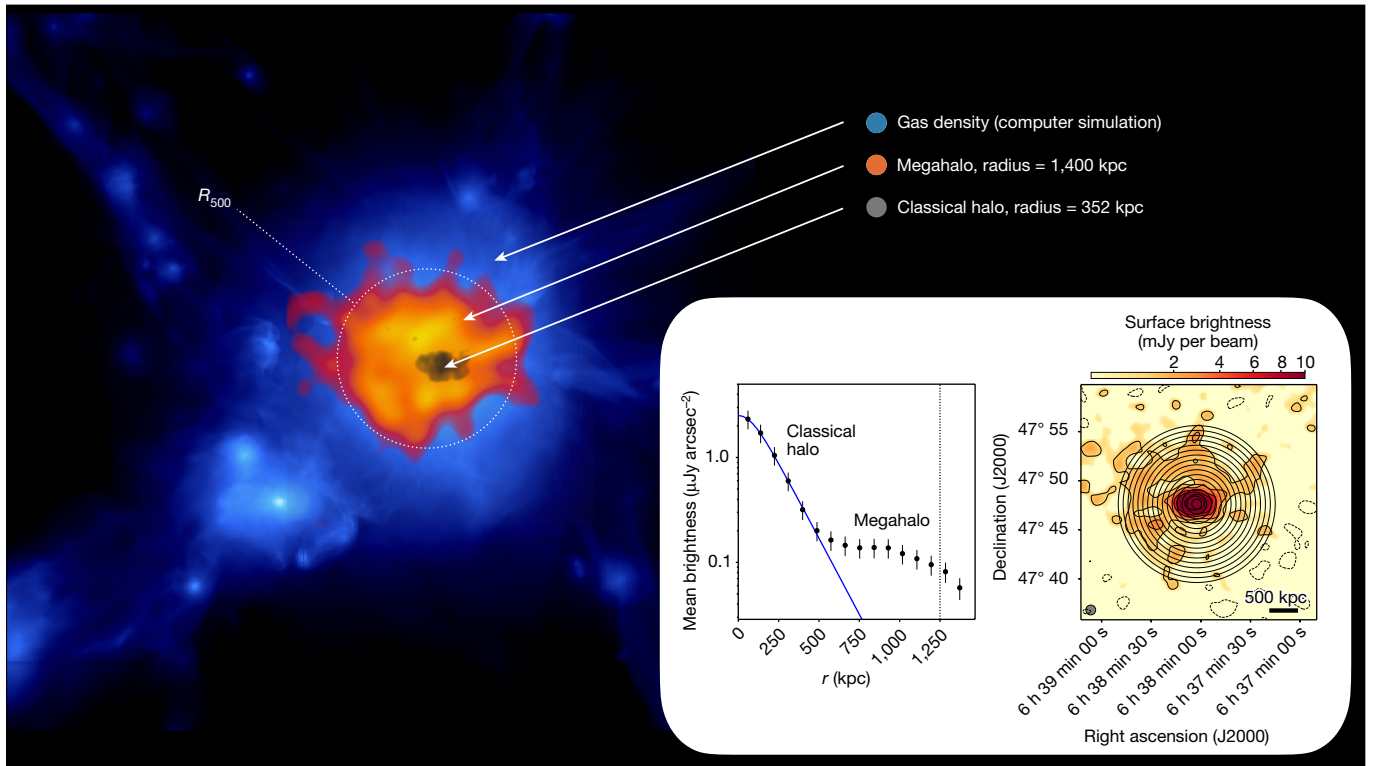 Gas density (computer simulation)
Megahalo, radius = 1,400 kpc
Classical halo, radius = 352 kpc
R500
Mean brightness (μJy arcsec−2)
1.0
0.1
Classical
halo
Megahalo
0
250
500
750
1,000
1,250
r (kpc)
Surface brightness
(mJy per beam)
2 4 6 8 10
Declination (J2000)
47° 55
47° 50
47° 45
47° 40
500 kpc
6 h 39 min 00 s
6 h 38 min 30 s
6 h 38 min 00 s
6 h 37 min 30 s
6 h 37 min 00 s
Right ascension (J2000)